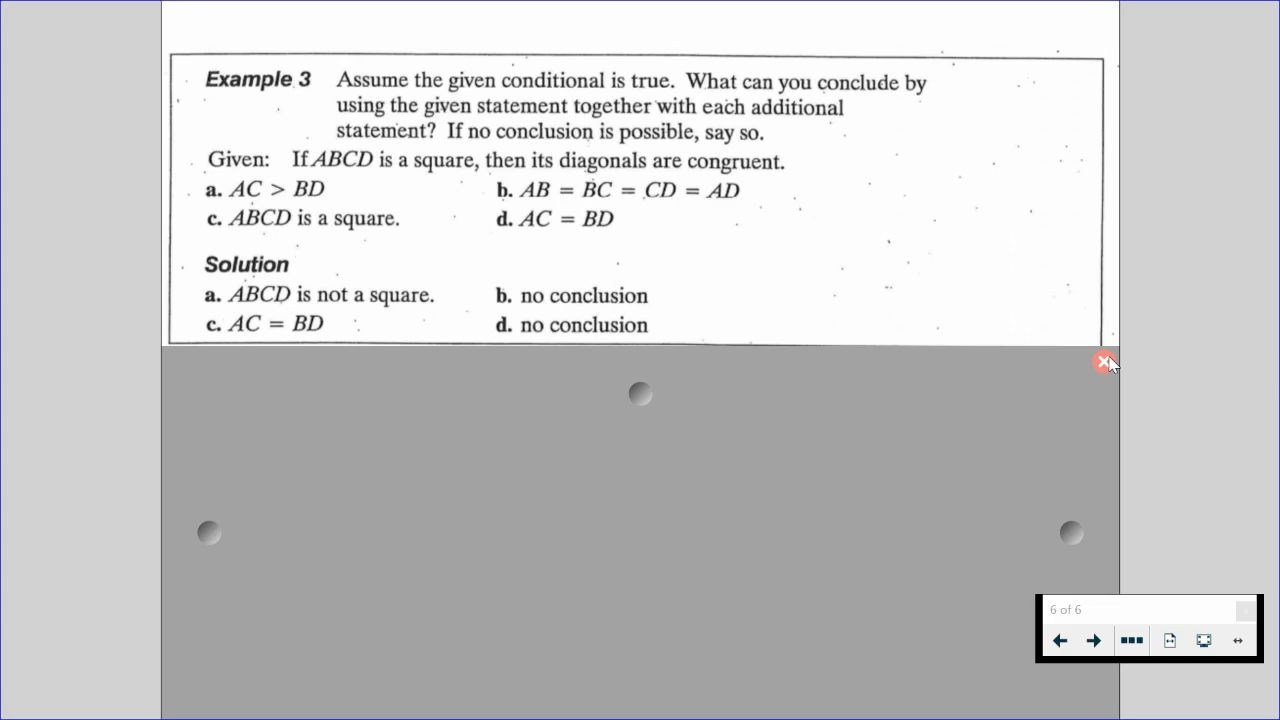 Example 3 Assume the given conditional is true. What can you conclude by
using the given statement together with each additional
statement? If no conclusion is possible, say so.
Given: If ABCD is a square, then its diagonals are congruent.
a. AC > BD b. AB = BC = CD = AD
c. ABCD is a square. d. AC = BD
Solution
a. ABCD is not a square. b. no conclusion
c. AC = BD d. no conclusion
6 of 6